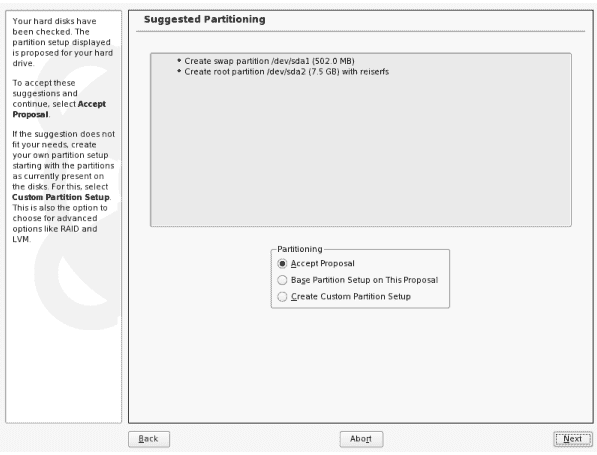 Your hard disks have
been checked. The
partition setup displayed
is proposed for your hard
drive.
To accept these
suggestions and
continue, select Accept
Proposal.
If the suggestion does not
fit your needs, create
your own partition setup
starting with the partitions
as currently present on
the disks. For this, select
Custom Partition Setup.
This is also the option to
choose for advanced
options like RAID and
LVM.
Suggested Partitioning
• Create swap partition /dev/sda1 (502.0 MB)
• Create root partition /dev/sda2 (7.5 GB) with reiserfs
Partitioning
Accept Proposal
Base Partition Setup on This Proposal
Create Custom Partition Setup
Back
Abort
Next